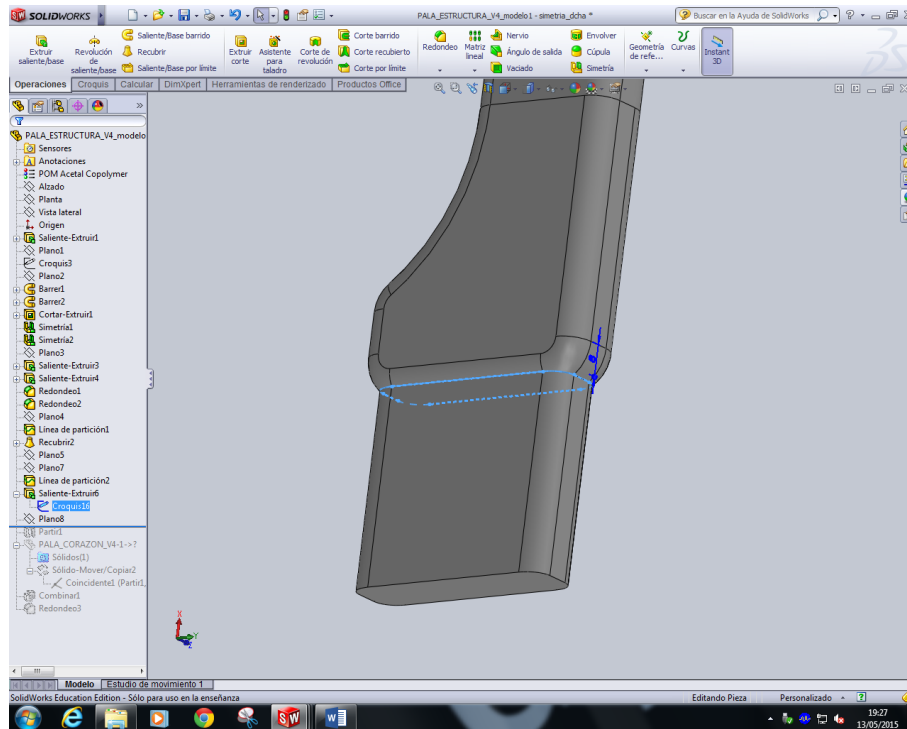 SOLIDWORKS
PALA_ESTRUCTURA_V4_modelo1 - simetria_dcha *
Buscar en la Ayuda de SolidWorks
Extruir saliente/base
Revolución de saliente/base
Saliente/Base barrido
Recubrir
Saliente/Base por límite
Extruir corte
Asistente para taladro
Corte de revolución
Corte barrido
Corte recubierto
Corte por límite
Redondeo
Matriz lineal
Nervio
Ángulo de salida
Vaciado
Envolver
Cúpula
Simetría
Geometría de refe...
Curvas
Instant 3D
Operaciones
Croquis
Calcular
DimXpert
Herramientas de renderizado
Productos Office
PALA_ESTRUCTURA_V4_modelo
Sensores
Anotaciones
POM Acetal Copolymer
Alzado
Planta
Vista lateral
Origen
Saliente-Extruir1
Plano1
Croquis3
Plano2
Barrer1
Barrer2
Cortar-Extruir1
Simetría1
Simetría2
Plano3
Saliente-Extruir3
Saliente-Extruir4
Redondeo1
Redondeo2
Plano4
Línea de partición1
Recubrir2
Plano5
Plano7
Línea de partición2
Saliente-Extruir6
Croquis16
Plano8
Partir1
PALA_CORAZON_V4-1->?
Sólidos(1)
Sólido-Mover/Copiar2
Coincidente1 (Partir1,
Combinar1
Redondeo3
X
Y
Z
Modelo
Estudio de movimiento 1
SolidWorks Education Edition - Sólo para uso en la enseñanza
Editando Pieza
Personalizado
19:27
13/05/2015